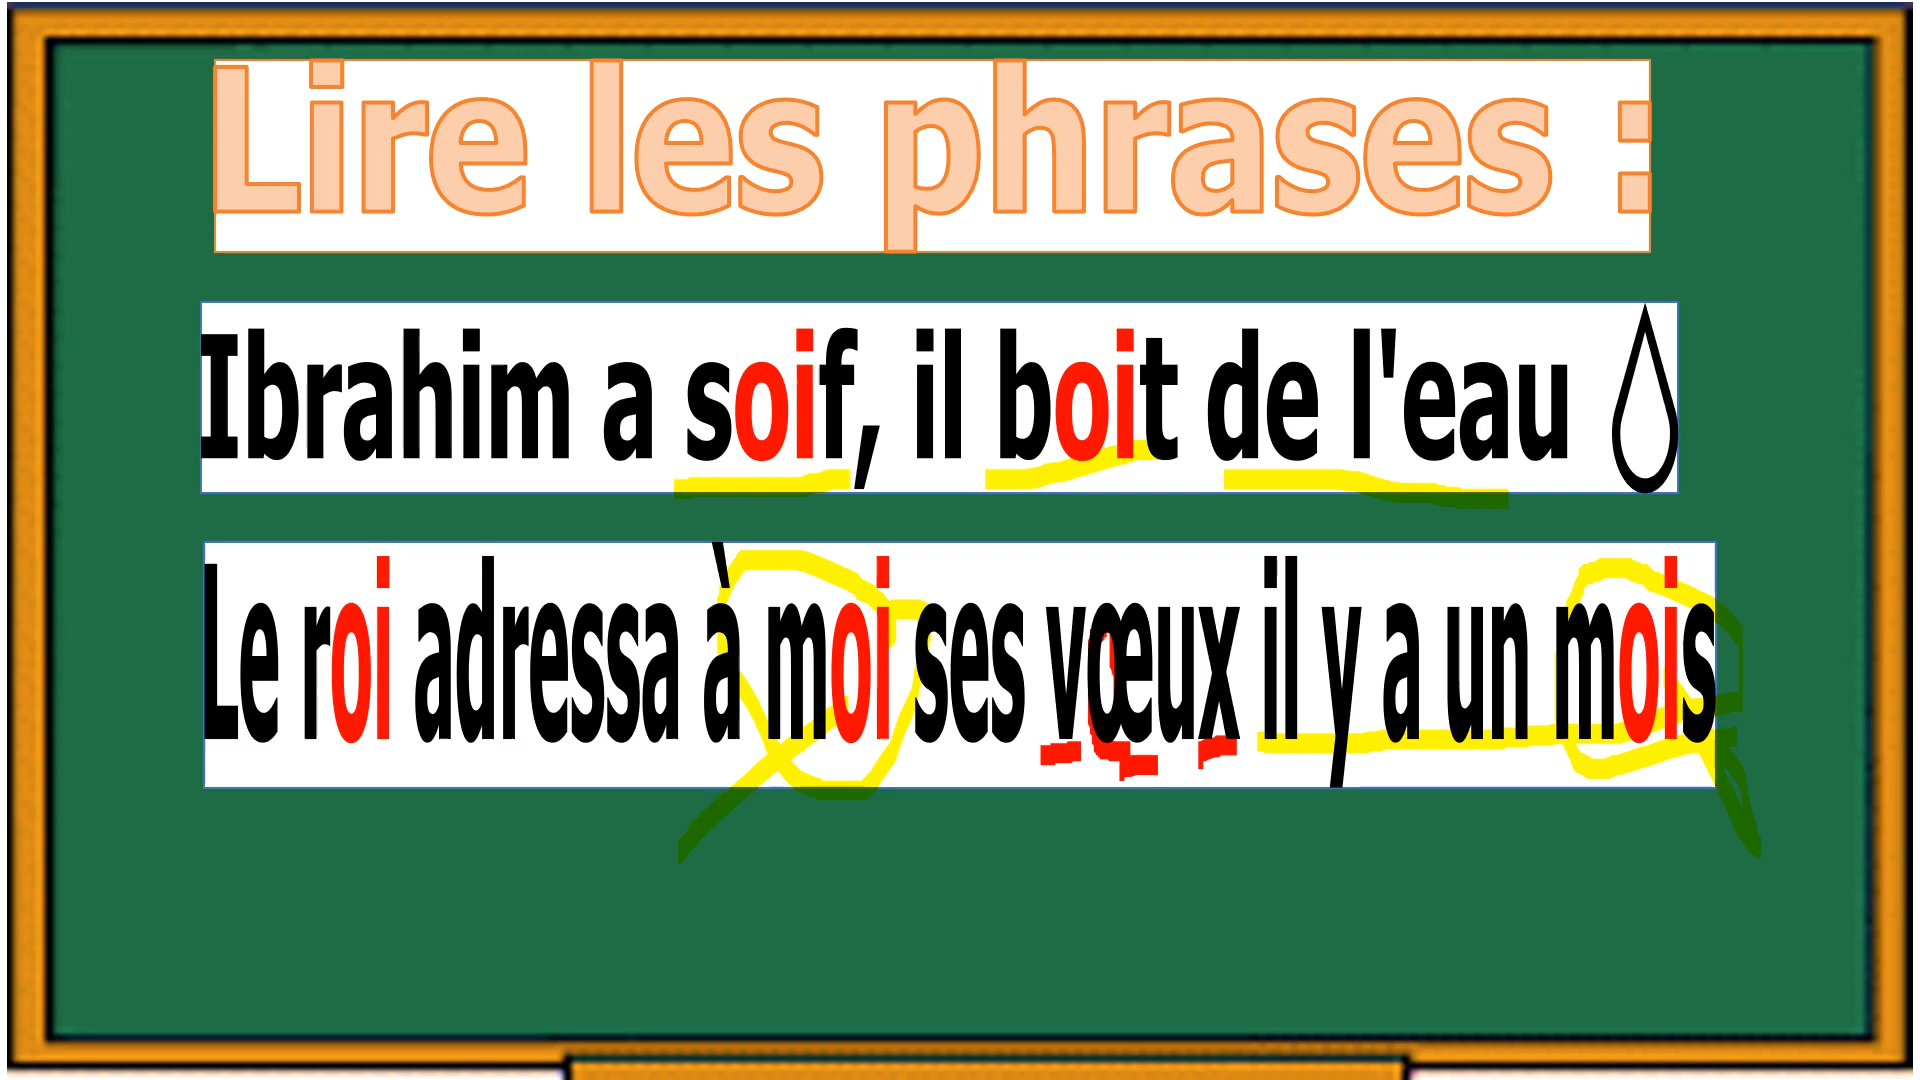 Lire les phrases :
Ibrahim a soif, il boit de l'eau
Le roi adressa à moi ses vœux il y a un mois